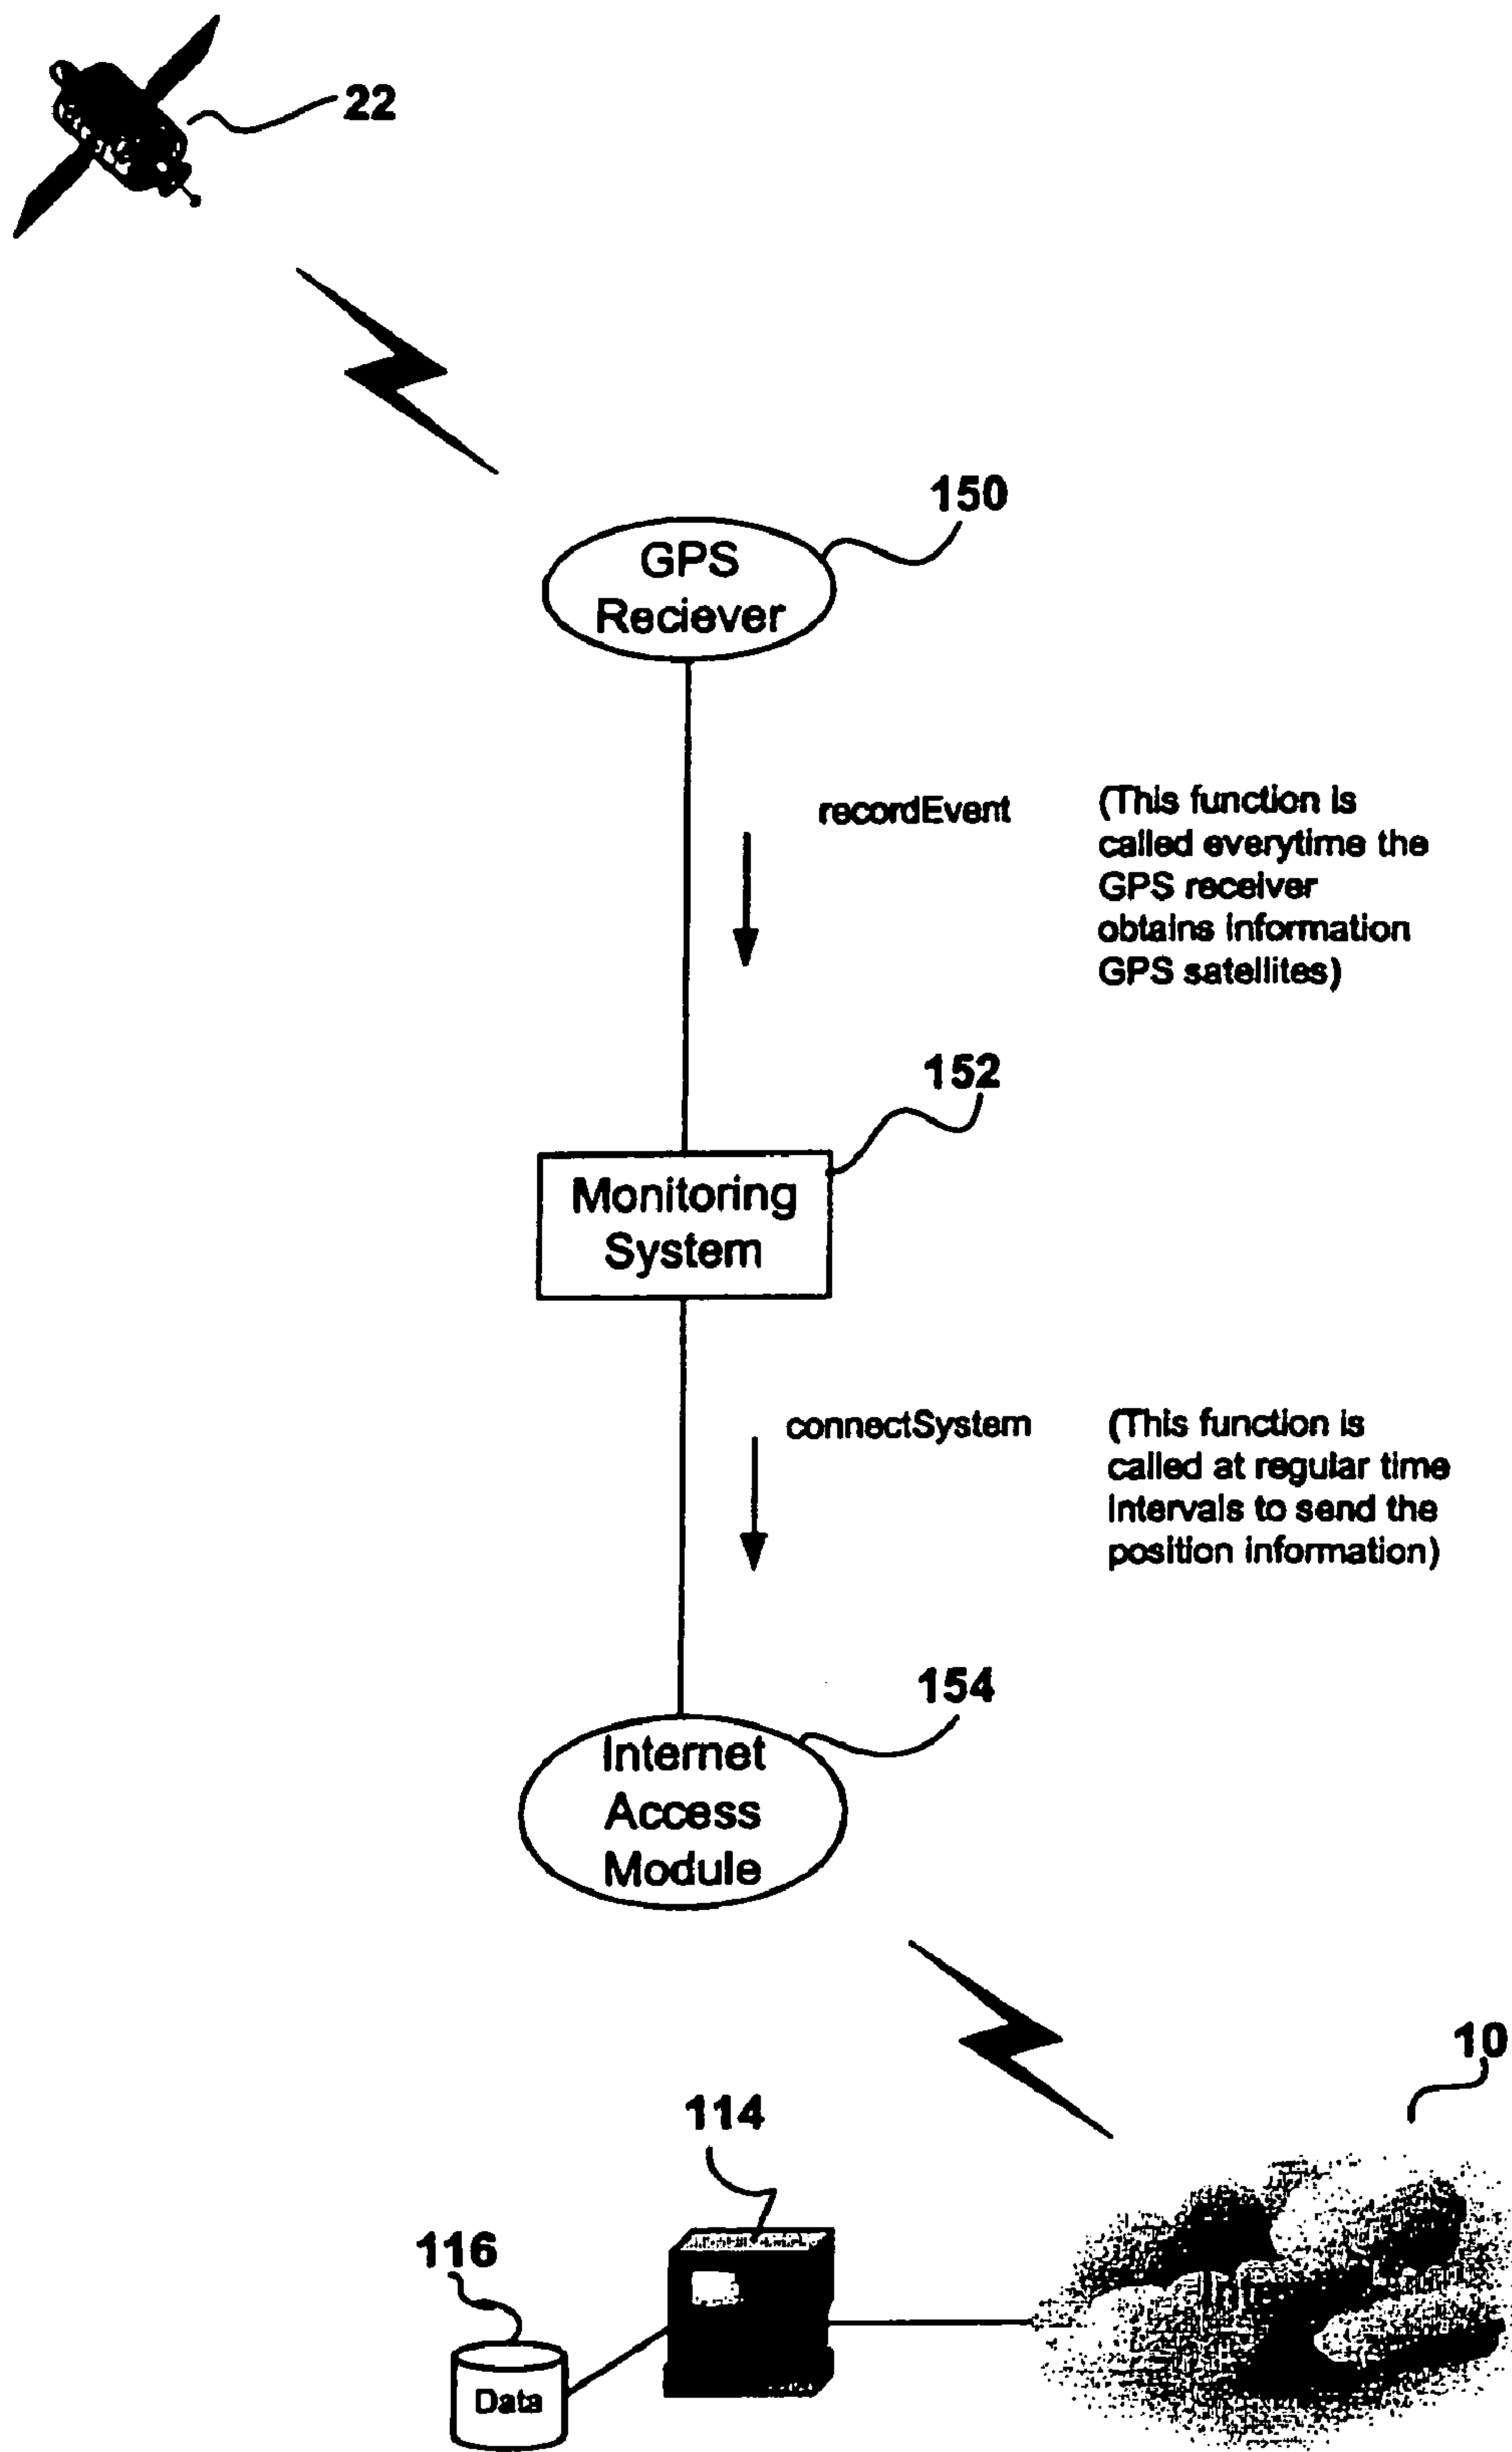 22
150
GPS
Reciever
recordEvent
(This function is
called everytime the
GPS receiver
obtains information
GPS satellites)
152
Monitoring
System
connectSystem
(This function is
called at regular time
intervals to send the
position information)
154
Internet
Access
Module
10
114
116
Data